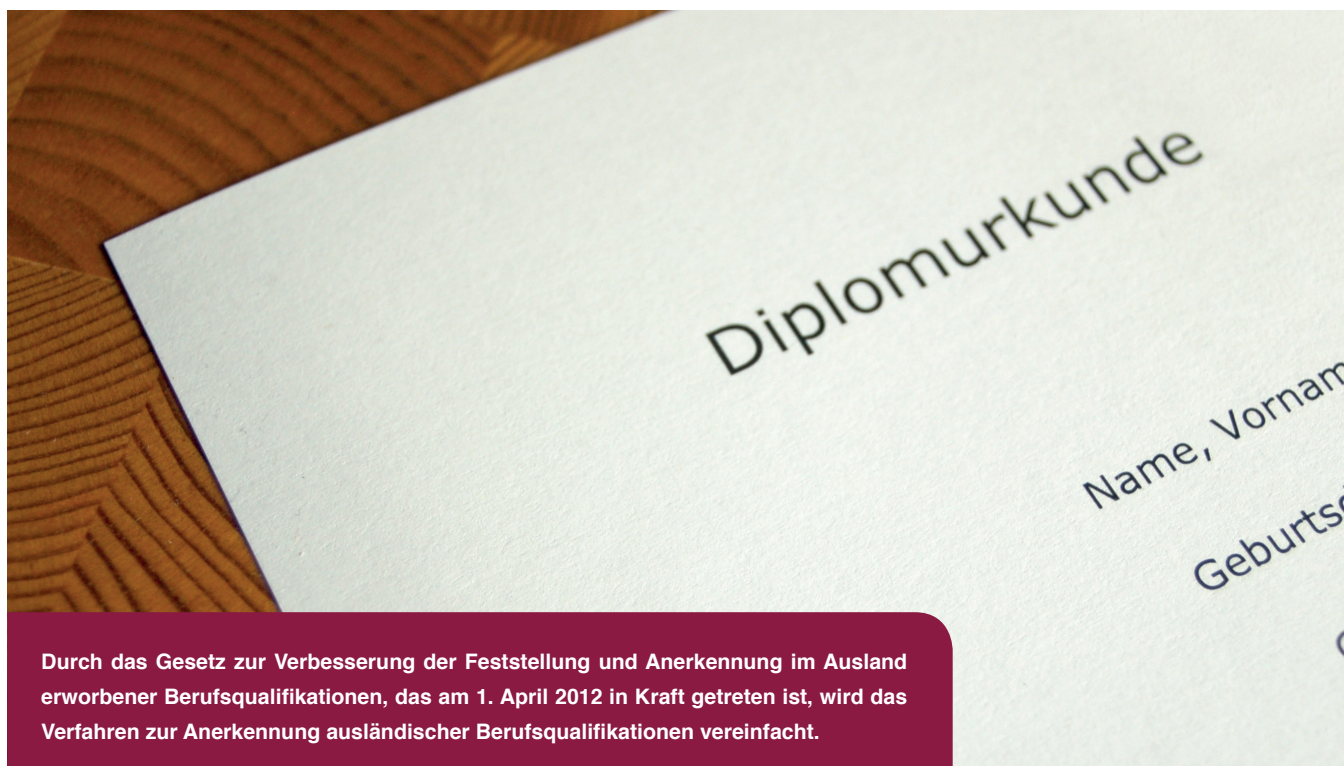 Diplomurkunde
Name, Vornam
Geburts
Durch das Gesetz zur Verbesserung der Feststellung und Anerkennung im Ausland
erworbener Berufsqualifikationen, das am 1. April 2012 in Kraft getreten ist, wird das
Verfahren zur Anerkennung ausländischer Berufsqualifikationen vereinfacht.